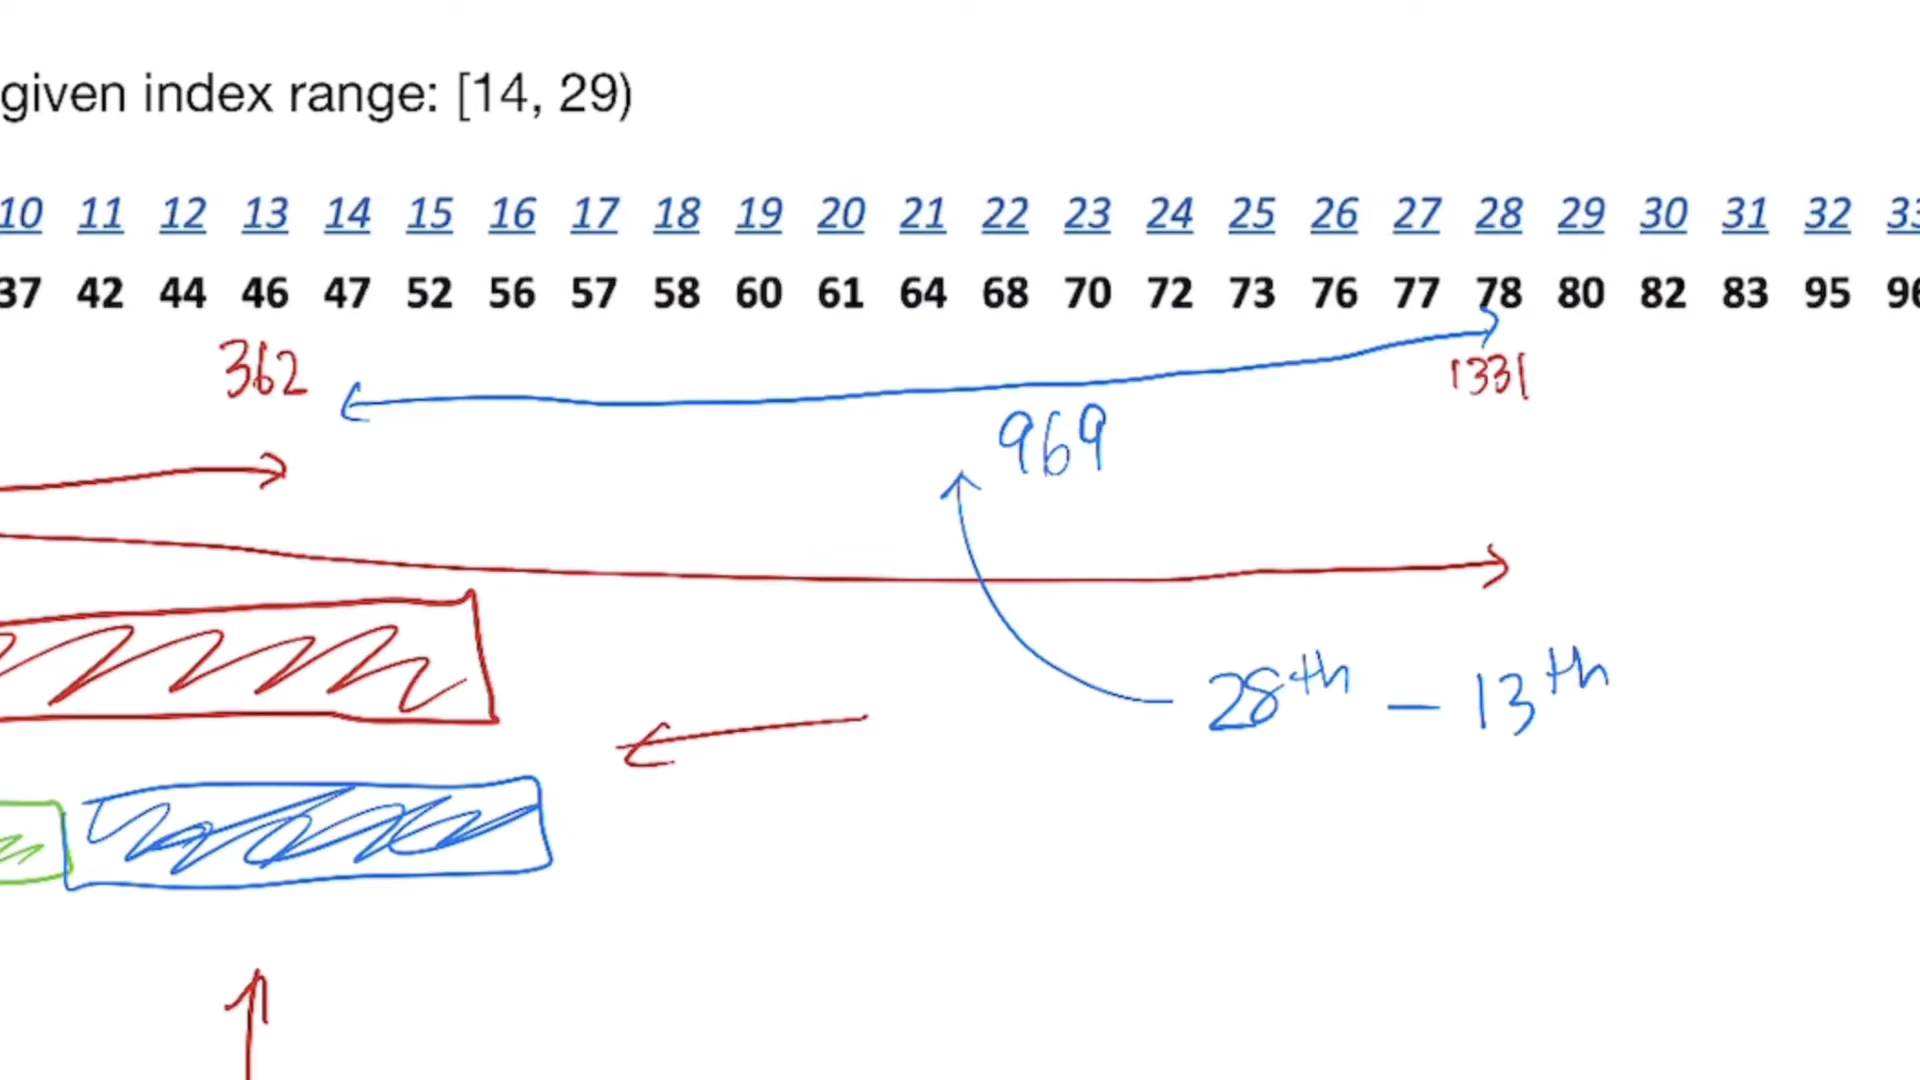 given index range: [14, 29)
10 11 12 13 14 15 16 17 18 19 20 21 22 23 24 25 26 27 28 29 30 31 32 33
37 42 44 46 47 52 56 57 58 60 61 64 68 70 72 73 76 77 78 80 82 83 95 96
362
1331
969
28th - 13th